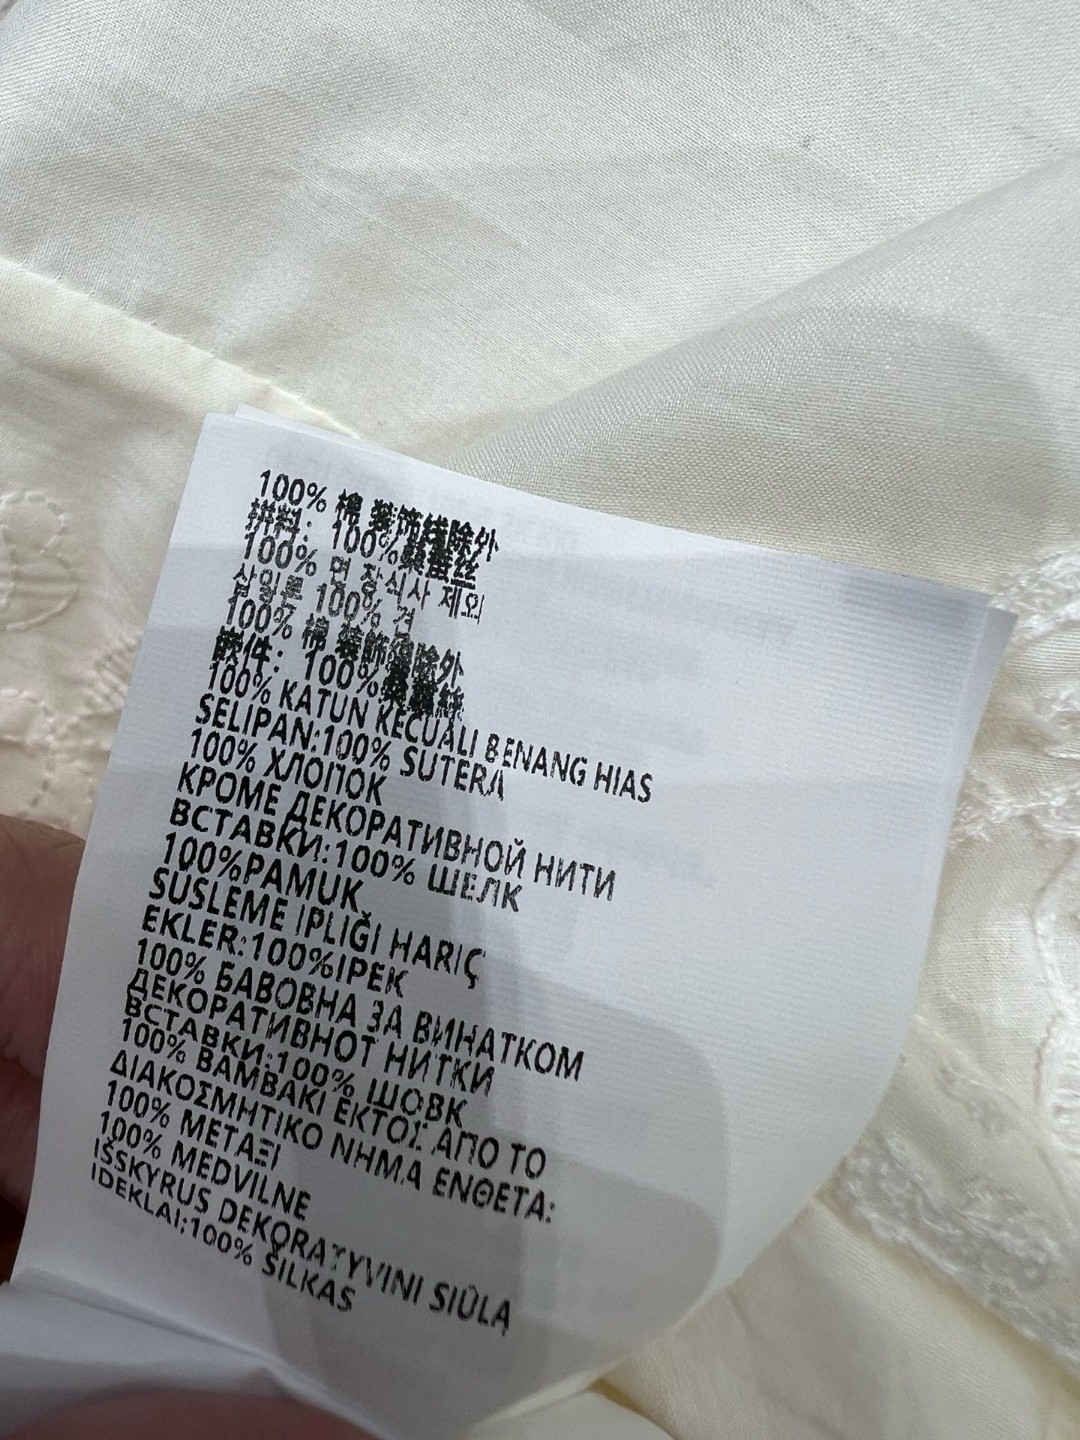 100% 棉 装饰线除外
拼料: 100%桑蚕丝
100% 면 장식사 제외
삽입물 100% 견
100% 棉 裝飾綫除外
嵌件: 100%桑蠶絲
100% KATUN KECUALI BENANG HIAS
SELIPAN:100% SUTERA
100% ХЛОПОК
КРОМЕ ДЕКОРАТИВНОЙ НИТИ
ВСТАВКИ:100% ШЕЛК
100%PAMUK
SUSLEME IPLIĞI HARIÇ
EKLER:100%IPEK
100% БАВОВНА ЗА ВИНАТКОМ
ДЕКОРАТИВНОТ НИТКИ
ВСТАВКИ:100% ШОВК
100% ΒΑΜΒΑΚΙ ΕΚΤΟΣ ΑΠΟ ΤΟ
ΔΙΑΚΟΣΜΗΤΙΚΟ ΝΗΜΑ ΕΝΘΕΤΑ:
100% ΜΕΤΑΞΙ
100% MEDVILNE
IŠSKYRUS DEKORATYVINI SIŪLĄ
IDEKLAI:100% ŠILKAS